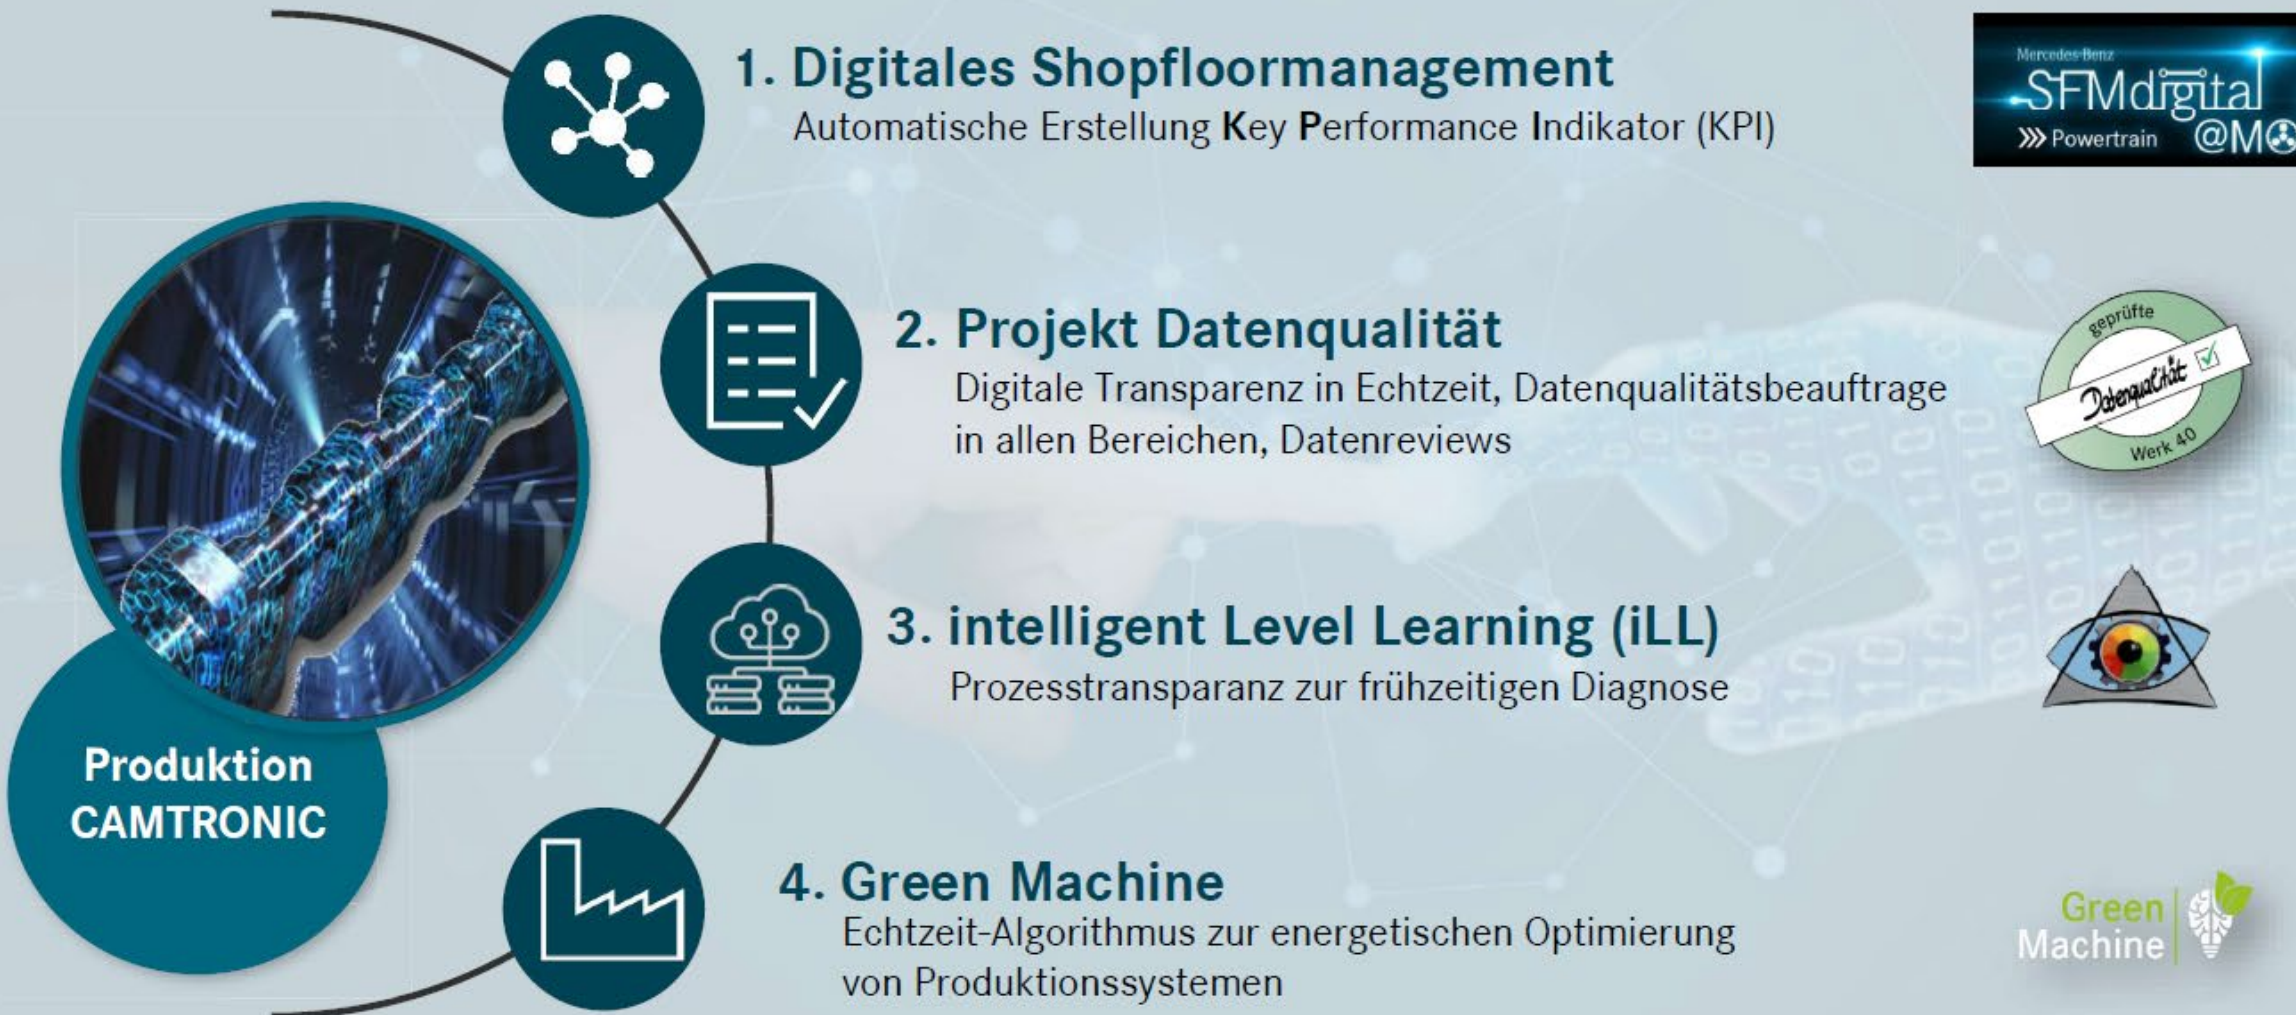 1. Digitales Shopfloormanagement
Automatische Erstellung Key Performance Indikator (KPI)
Mercedes-Benz
SFMdigital
Powertrain @MO
2. Projekt Datenqualität
Digitale Transparenz in Echtzeit, Datenqualitätsbeauftrage
in allen Bereichen, Datenreviews
geprüfte
Datenqualität
Werk 40
3. intelligent Level Learning (iLL)
Prozesstransparanz zur frühzeitigen Diagnose
Produktion
CAMTRONIC
4. Green Machine
Echtzeit-Algorithmus zur energetischen Optimierung
von Produktionssystemen
Green
Machine